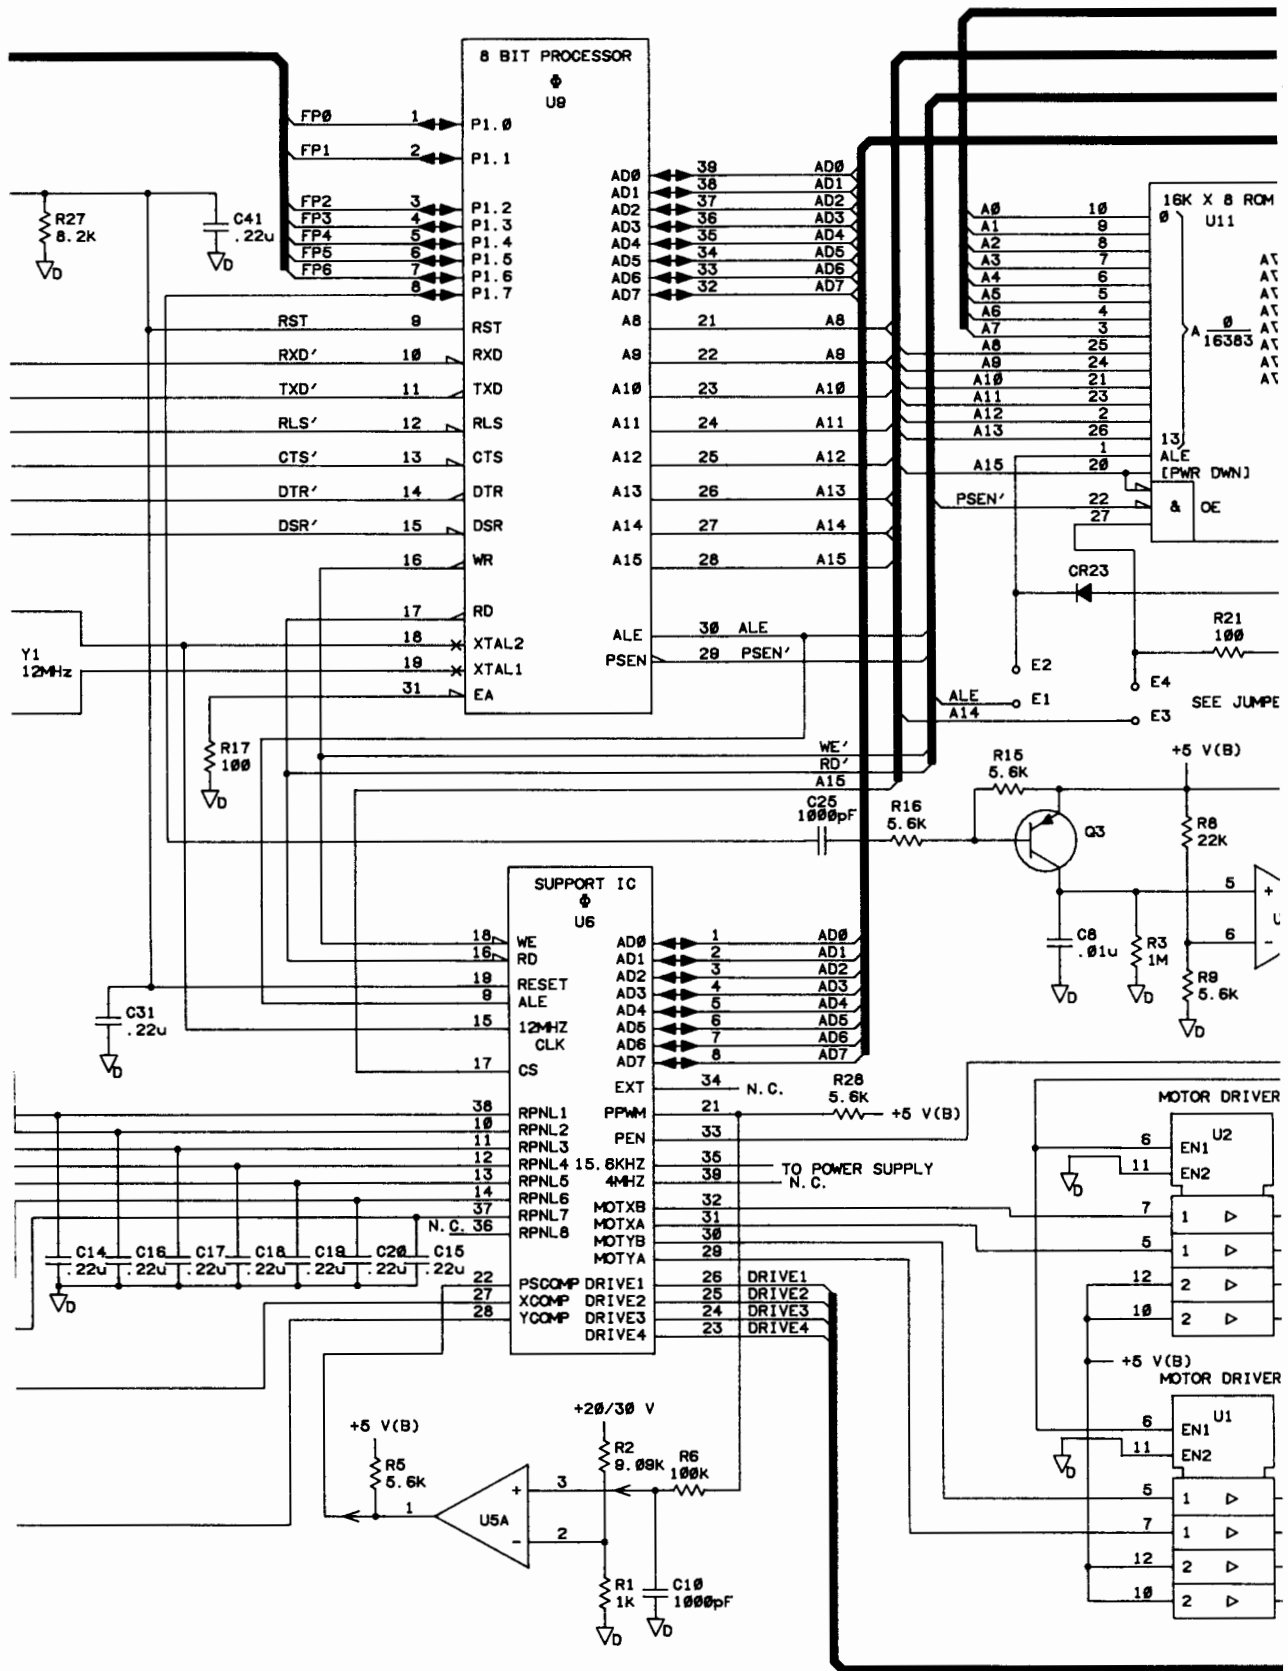 8 BIT PROCESSOR
Φ
U9
FP0 1 P1.0
FP1 2 P1.1
FP2 3 P1.2
FP3 4 P1.3
FP4 5 P1.4
FP5 6 P1.5
FP6 7 P1.6
8 P1.7
RST 9 RST
RXD' 10 RXD
TXD' 11 TXD
RLS' 12 RLS
CTS' 13 CTS
DTR' 14 DTR
DSR' 15 DSR
16 WR
17 RD
18 XTAL2
19 XTAL1
31 EA
AD0 39 AD0
AD1 38 AD1
AD2 37 AD2
AD3 36 AD3
AD4 35 AD4
AD5 34 AD5
AD6 33 AD6
AD7 32 AD7
A8 21 A8
A9 22 A9
A10 23 A10
A11 24 A11
A12 25 A12
A13 26 A13
A14 27 A14
A15 28 A15
ALE 30 ALE
PSEN 29 PSEN'
R27
8.2K
D
C41
.22u
D
Y1
12MHz
R17
100
D
16K X 8 ROM
U11
0
A0 10
A1 9
A2 8
A3 7
A4 6
A5 5
A6 4
A7 3
A8 25
A9 24
A10 21
A11 23
A12 2
A13 26
A 0
16383
13
1 ALE
A15 20 [PWR DWN]
PSEN' 22
27
& OE
CR23
R21
100
E2
E4
ALE E1
A14 E3
SEE JUMPE
WE'
RD'
A15
C25
1000pF
R16
5.6K
R15
5.6K
+5 V(B)
Q3
R8
22K
5 +
6 -
C8
.01u
D
R3
1M
D
R9
5.6K
D
SUPPORT IC
Φ
U6
18 WE
16 RD
19 RESET
9 ALE
15 12MHZ
CLK
17 CS
38 RPNL1
10 RPNL2
11 RPNL3
12 RPNL4
13 RPNL5
14 RPNL6
37 RPNL7
N.C. 36 RPNL8
22 PSCOMP
27 XCOMP
28 YCOMP
AD0 1 AD0
AD1 2 AD1
AD2 3 AD2
AD3 4 AD3
AD4 5 AD4
AD5 6 AD5
AD6 7 AD6
AD7 8 AD7
EXT 34 N.C.
PPWM 21
R28
5.6K
+5 V(B)
PEN 33
15.6KHZ 35 TO POWER SUPPLY
4MHZ 39 N.C.
MOTXB 32
MOTXA 31
MOTYB 30
MOTYA 29
DRIVE1 26 DRIVE1
DRIVE2 25 DRIVE2
DRIVE3 24 DRIVE3
DRIVE4 23 DRIVE4
C31
.22u
D
C14 C16 C17 C18 C19 C20 C15
.22u .22u .22u .22u .22u .22u .22u
D
MOTOR DRIVER
U2
6 EN1
11 EN2
D
7 1
5 1
12 2
10 2
+5 V(B)
MOTOR DRIVER
U1
6 EN1
11 EN2
D
5 1
7 1
12 2
10 2
+5 V(B)
R5
5.6K
1
U5A
+ 3
- 2
+20/30 V
R2
9.09K
R6
100K
R1
1K
D
C10
1000pF
D